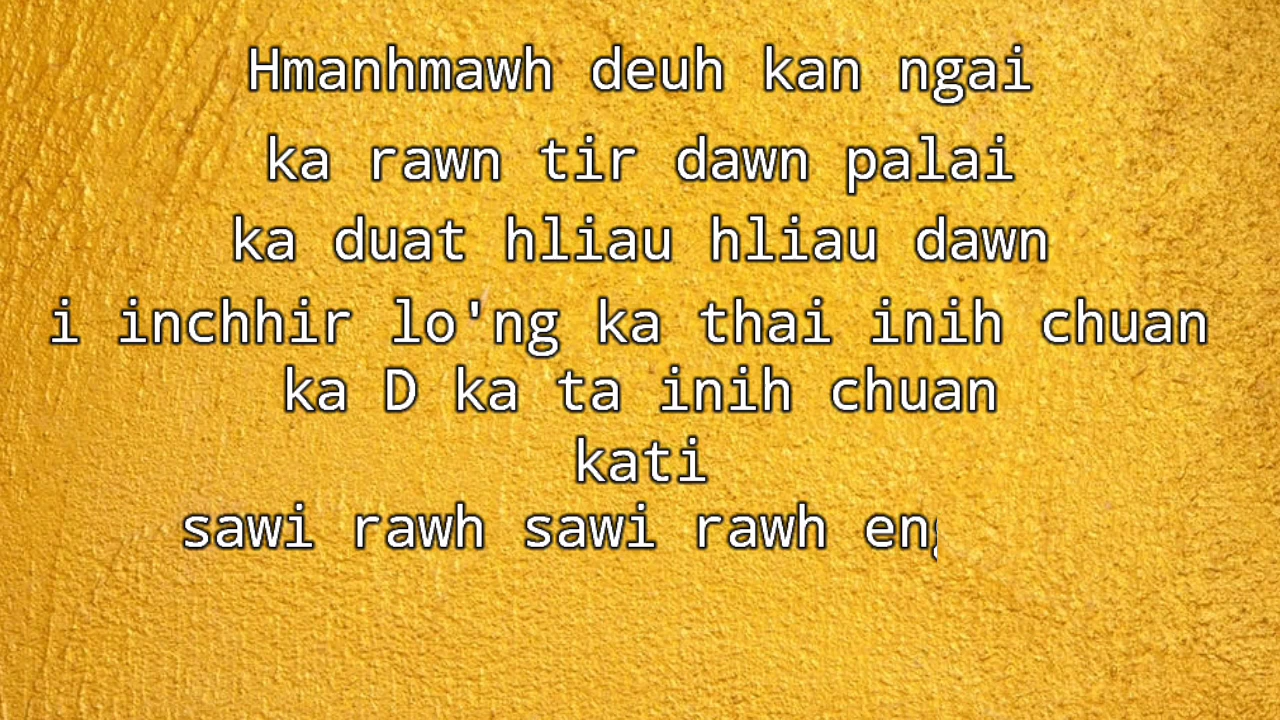 Hmanhmawh deuh kan ngai
ka rawn tir dawn palai
ka duat hliau hliau dawn
i inchhir lo'ng ka thai inih chuan
ka D ka ta inih chuan
kati
sawi rawh sawi rawh